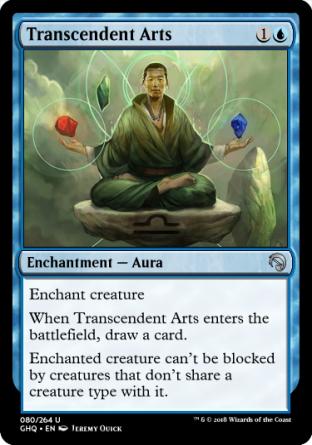 Transcendent Arts 1
Enchantment — Aura
Enchant creature
When Transcendent Arts enters the
battlefield, draw a card.
Enchanted creature can't be blocked
by creatures that don't share a
creature type with it.
080/264 U
GHQ • EN Jeremy Quick
™ & © 2018 Wizards of the Coast